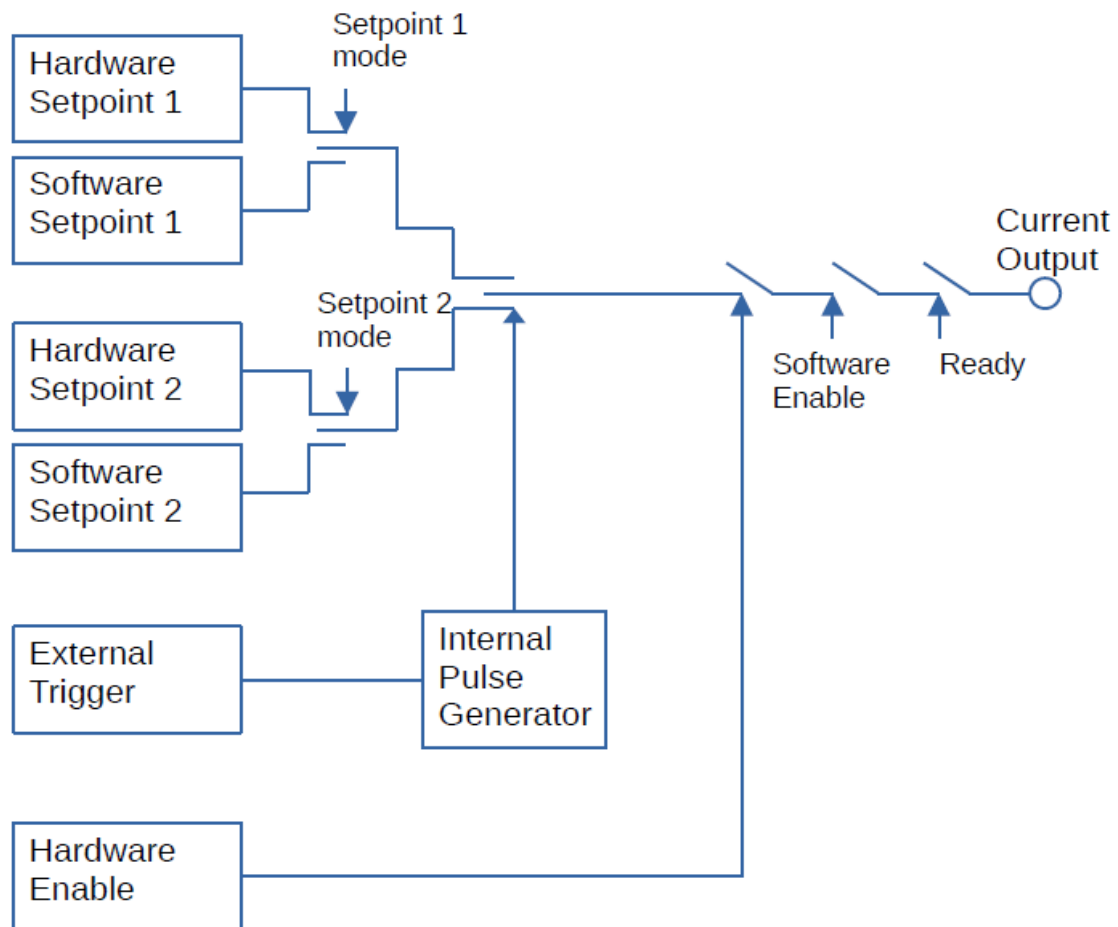 Setpoint 1
mode
Hardware
Setpoint 1
Software
Setpoint 1
Current
Output
Setpoint 2
mode
Hardware
Setpoint 2
Software
Enable
Ready
Software
Setpoint 2
External
Trigger
Internal
Pulse
Generator
Hardware
Enable